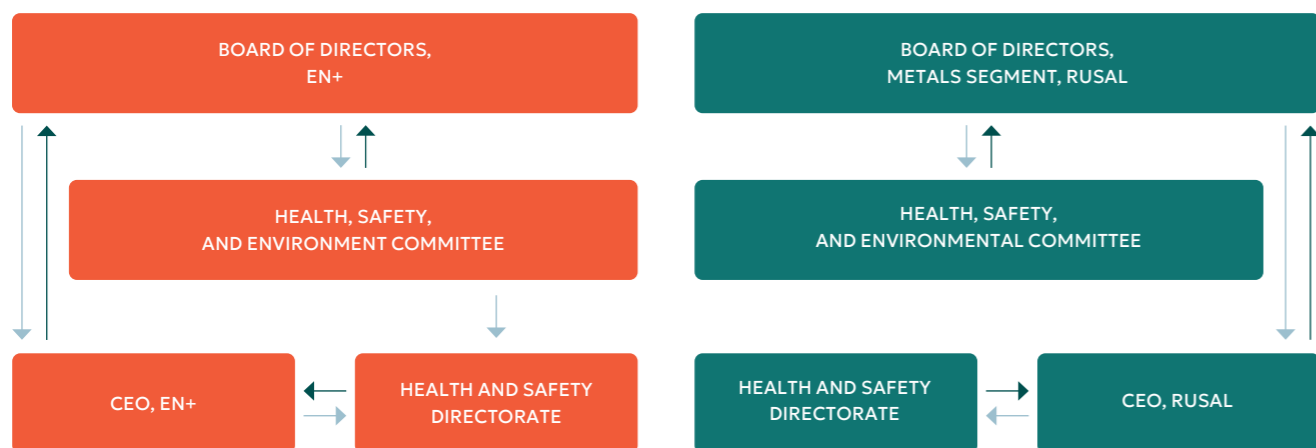 BOARD OF DIRECTORS,
EN+
BOARD OF DIRECTORS,
METALS SEGMENT, RUSAL
HEALTH, SAFETY,
AND ENVIRONMENT COMMITTEE
HEALTH, SAFETY,
AND ENVIRONMENTAL COMMITTEE
CEO, EN+
HEALTH AND SAFETY
DIRECTORATE
HEALTH AND SAFETY
DIRECTORATE
CEO, RUSAL